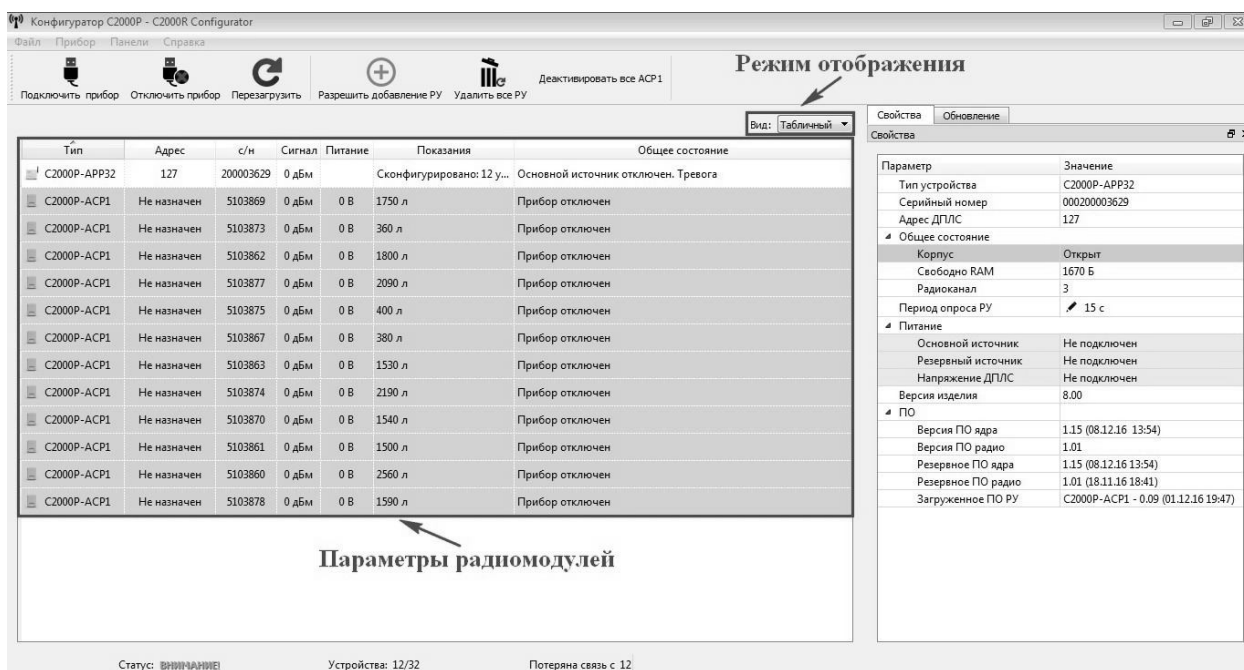 Конфигуратор С2000Р - C2000R Configurator
Файл Прибор Панели Справка
Подключить прибор Отключить прибор Перезагрузить Разрешить добавление РУ Удалить все РУ Деактивировать все АСР1
Режим отображения
Вид: Табличный
Тип Адрес с/н Сигнал Питание Показания Общее состояние
С2000Р-АРР32 127 200003629 0 дБм Сконфигурировано: 12 у... Основной источник отключен. Тревога
С2000Р-АСР1 Не назначен 5103869 0 дБм 0 В 1750 л Прибор отключен
С2000Р-АСР1 Не назначен 5103873 0 дБм 0 В 360 л Прибор отключен
С2000Р-АСР1 Не назначен 5103862 0 дБм 0 В 1800 л Прибор отключен
С2000Р-АСР1 Не назначен 5103877 0 дБм 0 В 2090 л Прибор отключен
С2000Р-АСР1 Не назначен 5103875 0 дБм 0 В 400 л Прибор отключен
С2000Р-АСР1 Не назначен 5103867 0 дБм 0 В 380 л Прибор отключен
С2000Р-АСР1 Не назначен 5103863 0 дБм 0 В 1530 л Прибор отключен
С2000Р-АСР1 Не назначен 5103874 0 дБм 0 В 2190 л Прибор отключен
С2000Р-АСР1 Не назначен 5103870 0 дБм 0 В 1540 л Прибор отключен
С2000Р-АСР1 Не назначен 5103861 0 дБм 0 В 1500 л Прибор отключен
С2000Р-АСР1 Не назначен 5103860 0 дБм 0 В 2560 л Прибор отключен
С2000Р-АСР1 Не назначен 5103878 0 дБм 0 В 1590 л Прибор отключен
Параметры радиомодулей
Свойства Обновление
Свойства
Параметр Значение
Тип устройства С2000Р-АРР32
Серийный номер 000200003629
Адрес ДПЛС 127
Общее состояние
Корпус Открыт
Свободно RAM 1670 Б
Радиоканал 3
Период опроса РУ 15 с
Питание
Основной источник Не подключен
Резервный источник Не подключен
Напряжение ДПЛС Не подключен
Версия изделия 8.00
ПО
Версия ПО ядра 1.15 (08.12.16 13:54)
Версия ПО радио 1.01
Резервное ПО ядра 1.15 (08.12.16 13:54)
Резервное ПО радио 1.01 (18.11.16 18:41)
Загруженное ПО РУ С2000Р-АСР1 - 0.09 (01.12.16 19:47)
Статус: ВНИМАНИЕ! Устройства: 12/32 Потеряна связь с 12